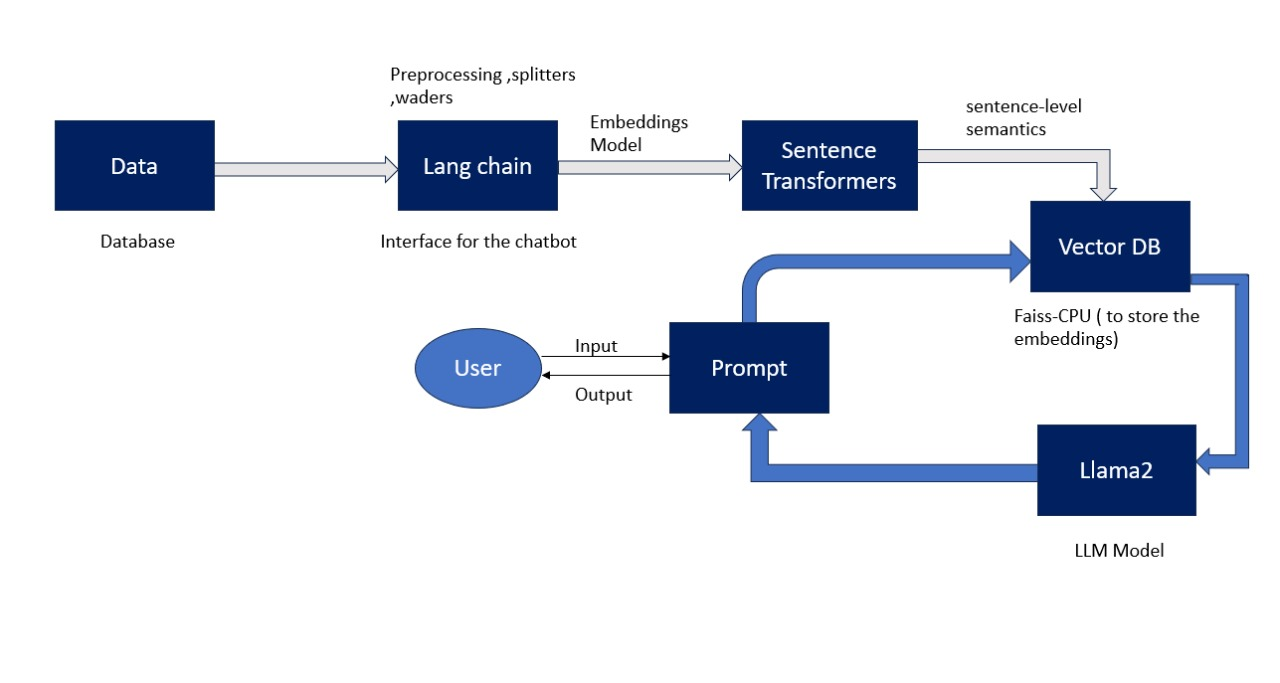 Preprocessing ,splitters
,waders
Data
Lang chain
Embeddings
Model
Sentence
Transformers
sentence-level
semantics
Database
Interface for the chatbot
Vector DB
Faiss-CPU ( to store the
embeddings)
User
Input
Output
Prompt
Llama2
LLM Model